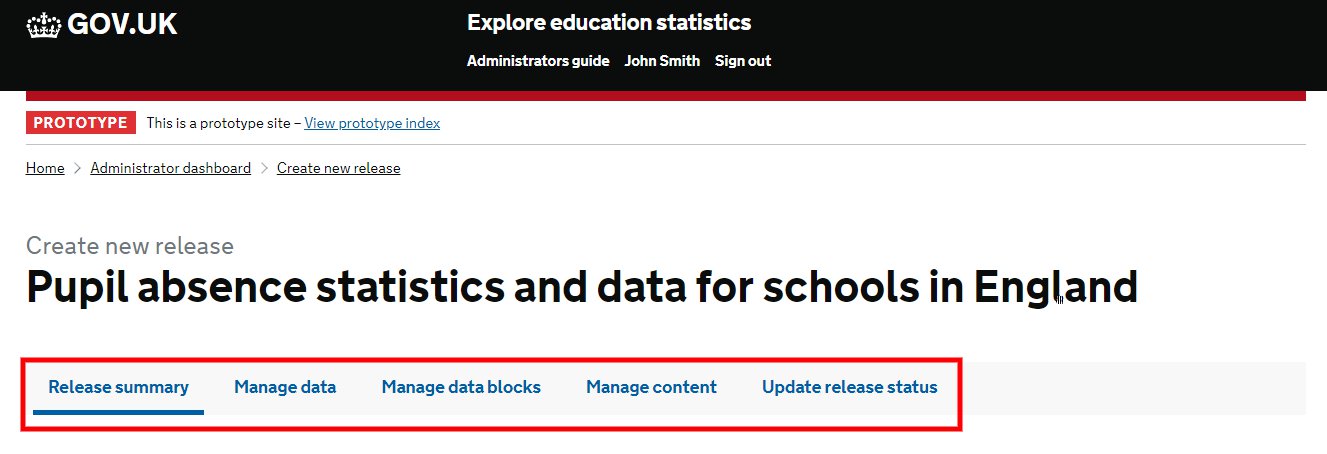 GOV.UK
Explore education statistics
Administrators guide John Smith Sign out
PROTOTYPE This is a prototype site – View prototype index
Home > Administrator dashboard > Create new release
Create new release
Pupil absence statistics and data for schools in England
Release summary Manage data Manage data blocks Manage content Update release status